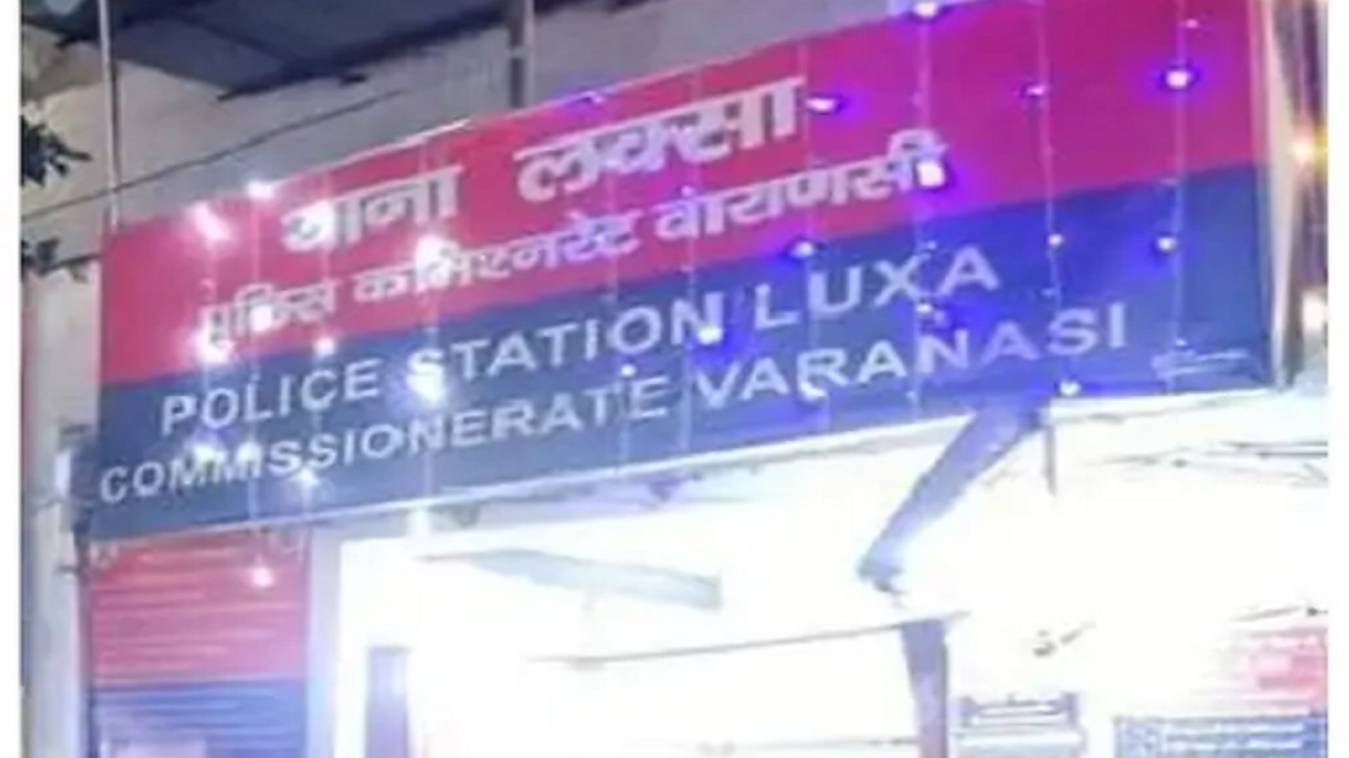 थाना लक्सा
पुलिस कमिश्नरेट वाराणसी
POLICE STATION LUXA
COMMISSIONERATE VARANASI